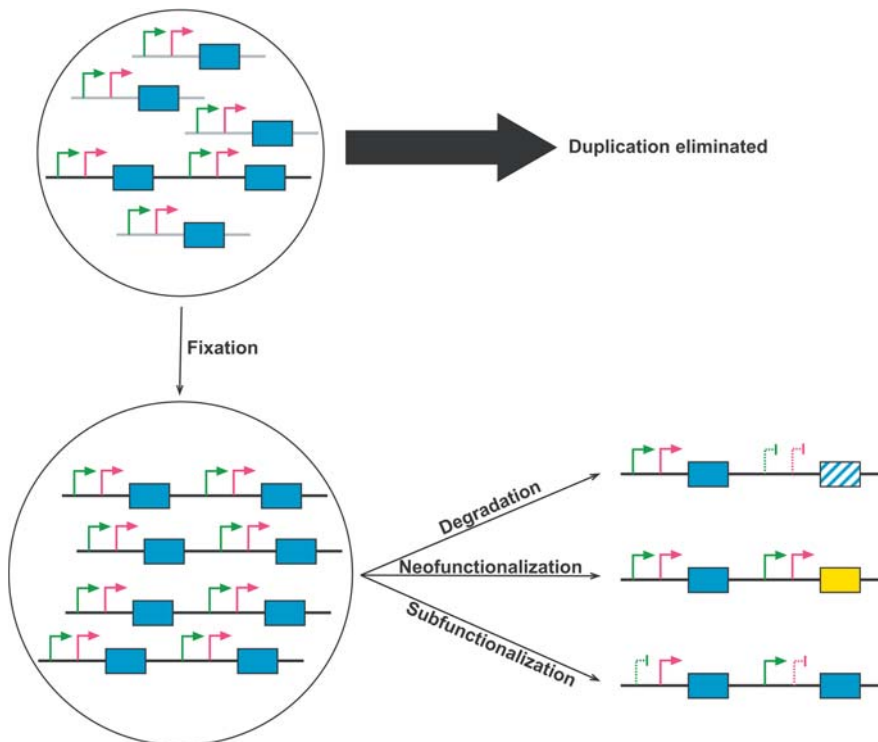 Duplication eliminated
Fixation
Degradation
Neofunctionalization
Subfunctionalization